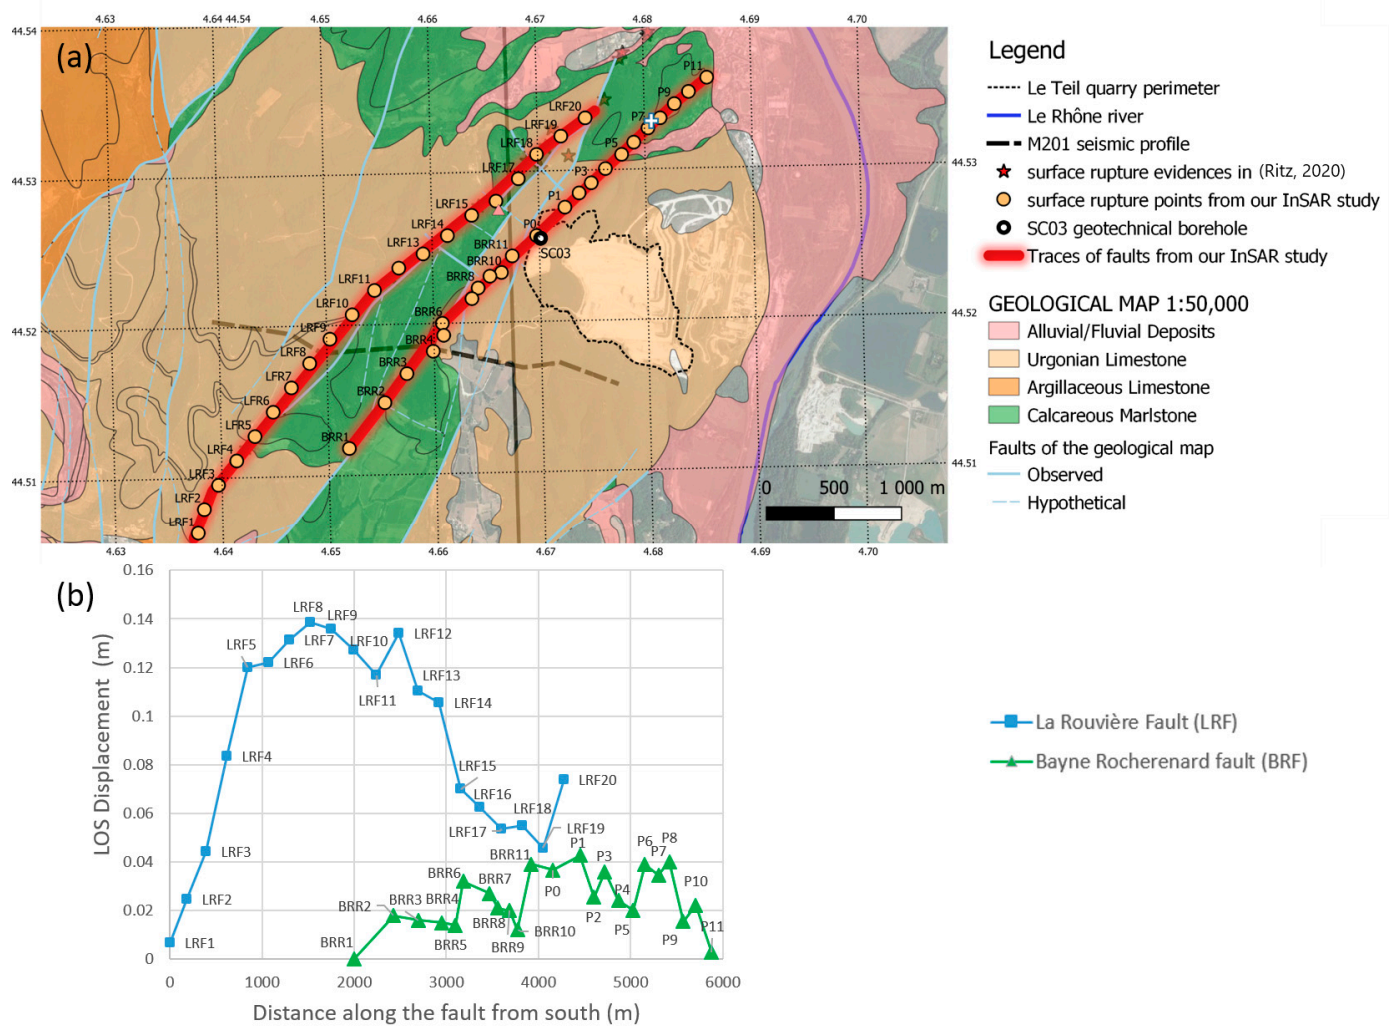 4.63
4.64 44.54
4.65
4.66
4.67
4.68
4.69
4.70
44.54
(a)
P11
P9
P7
P5
P3
P1
P0
SC03
LRF20
LRF19
LRF18
LRF17
LRF15
LRF14
LRF13
LRF11
LRF10
LRF9
LRF8
LFR7
LFR6
LFR5
LRF4
LRF3
LRF2
LRF1
BRR11
BRR10
BRR8
BRR6
BRR4
BRR3
BRR2
BRR1
44.53
44.52
44.51
44.53
44.52
44.51
0 500 1 000 m
4.63
4.64
4.65
4.66
4.67
4.68
4.69
4.70
Legend
Le Teil quarry perimeter
Le Rhône river
M201 seismic profile
surface rupture evidences in (Ritz, 2020)
surface rupture points from our InSAR study
SC03 geotechnical borehole
Traces of faults from our InSAR study
GEOLOGICAL MAP 1:50,000
Alluvial/Fluvial Deposits
Urgonian Limestone
Argillaceous Limestone
Calcareous Marlstone
Faults of the geological map
Observed
Hypothetical
(b)
LOS Displacement (m)
0.16
0.14
0.12
0.1
0.08
0.06
0.04
0.02
0
LRF1
LRF2
LRF3
LRF4
LRF5
LRF6
LRF7
LRF8
LRF9
LRF10
LRF11
LRF12
LRF13
LRF14
LRF15
LRF16
LRF17
LRF18
LRF19
LRF20
BRR1
BRR2
BRR3
BRR4
BRR5
BRR6
BRR7
BRR8
BRR9
BRR10
BRR11
P0
P1
P2
P3
P4
P5
P6
P7
P8
P9
P10
P11
0 1000 2000 3000 4000 5000 6000
Distance along the fault from south (m)
La Rouvière Fault (LRF)
Bayne Rocherenard fault (BRF)